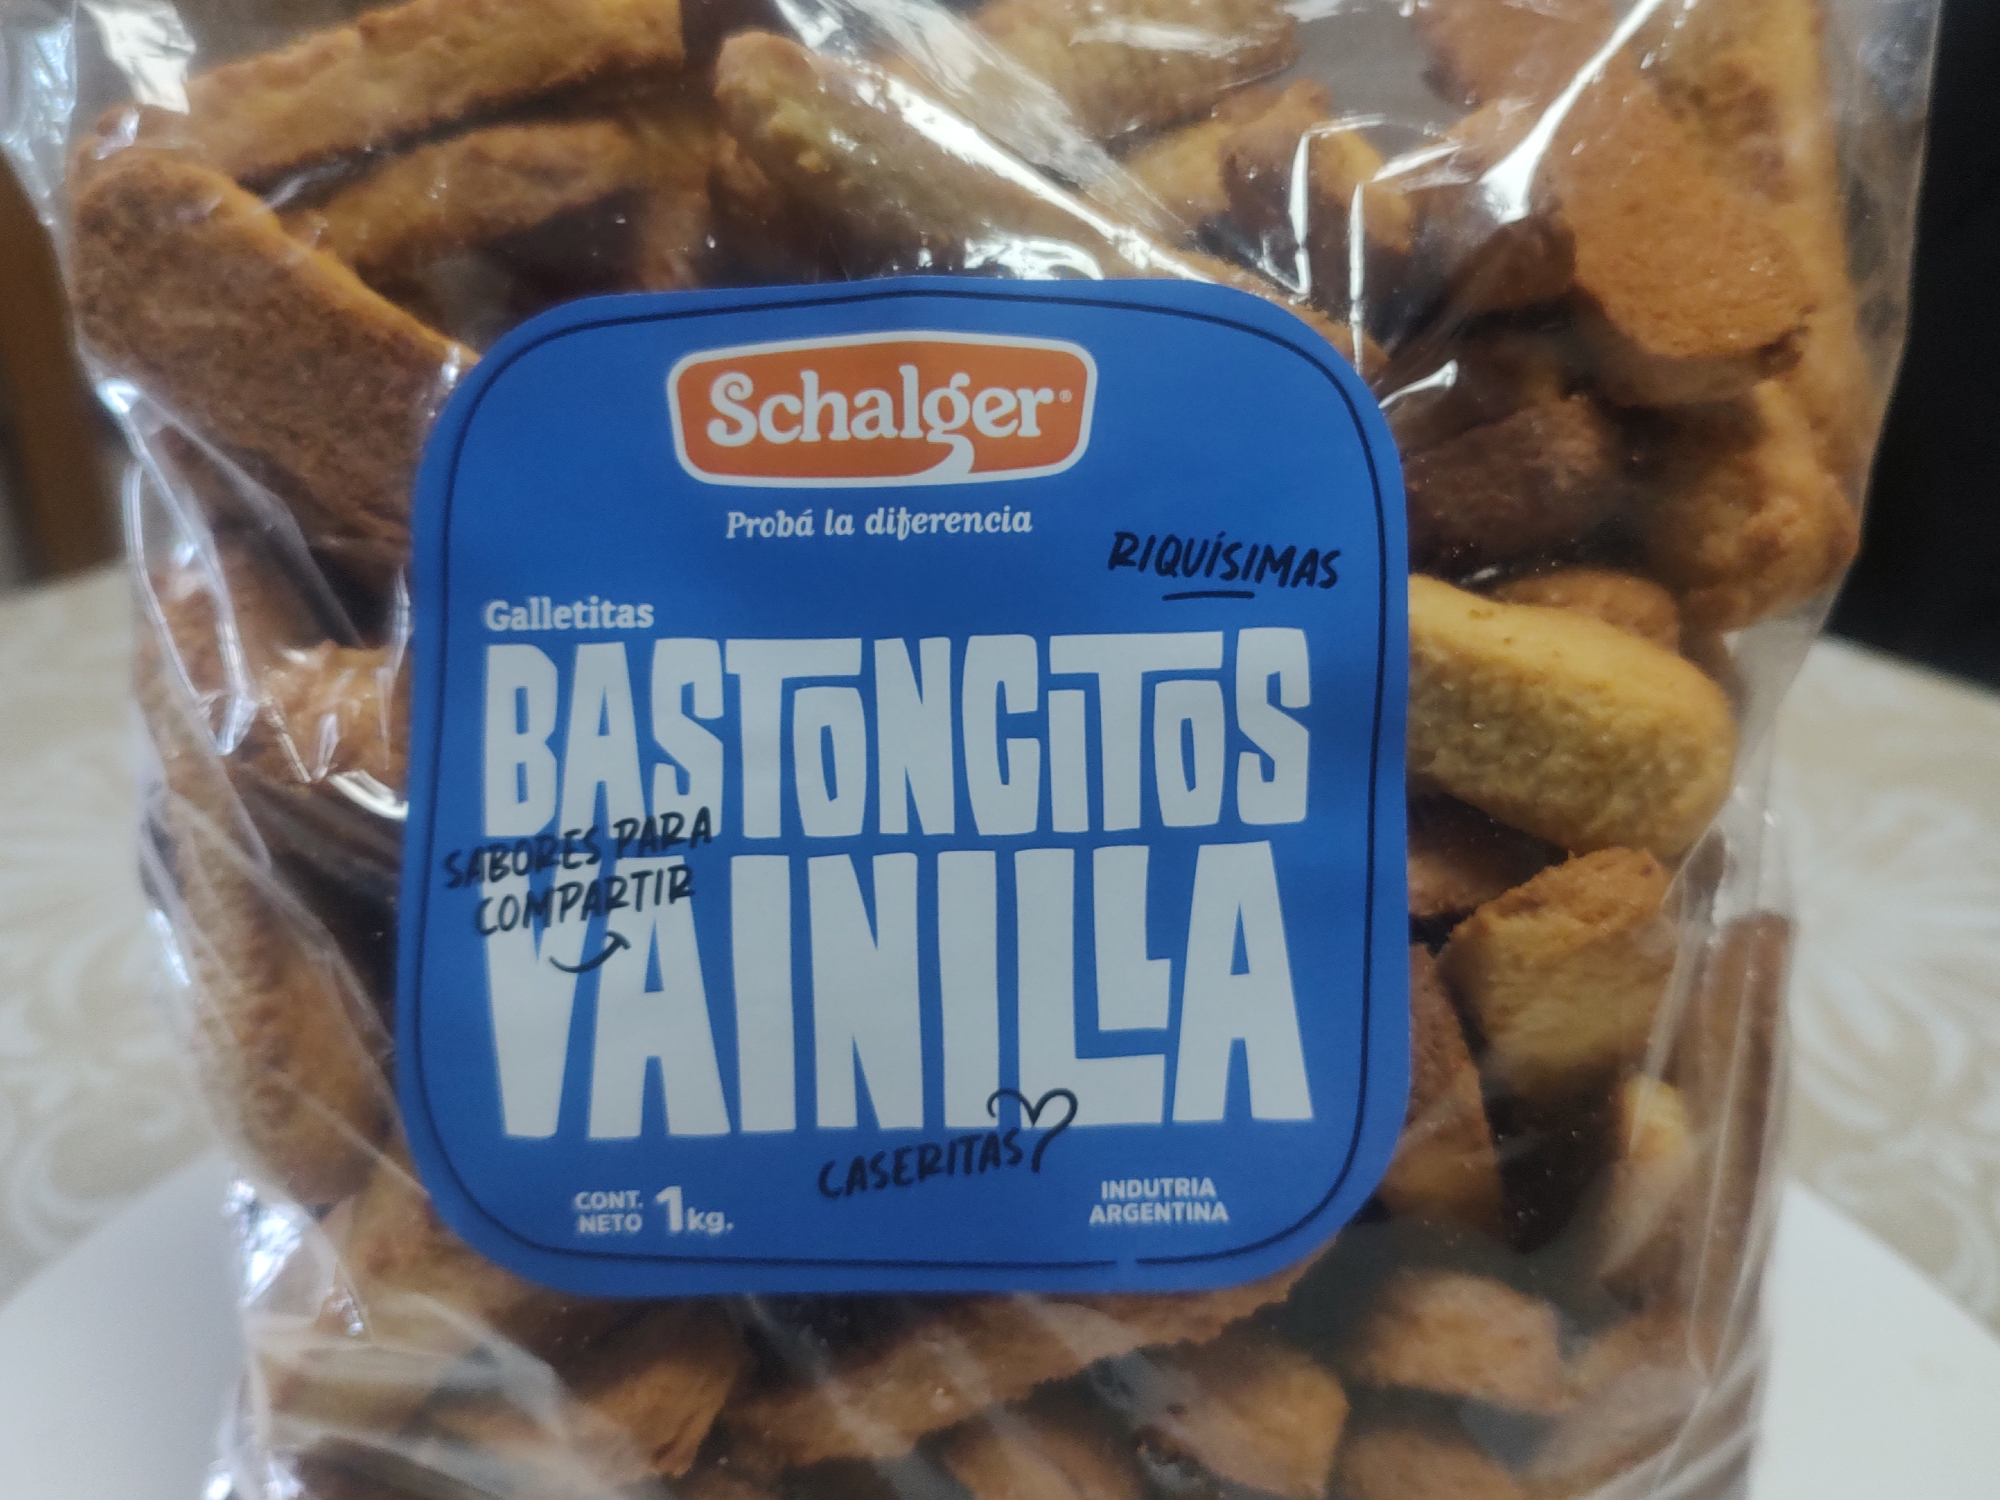 Schalger®
Probá la diferencia
RIQUÍSIMAS
Galletitas
BASTONCITOS
SABORES PARA
COMPARTIR
VAINILLA
CASERITAS
CONT.
NETO 1kg.
INDUTRIA
ARGENTINA